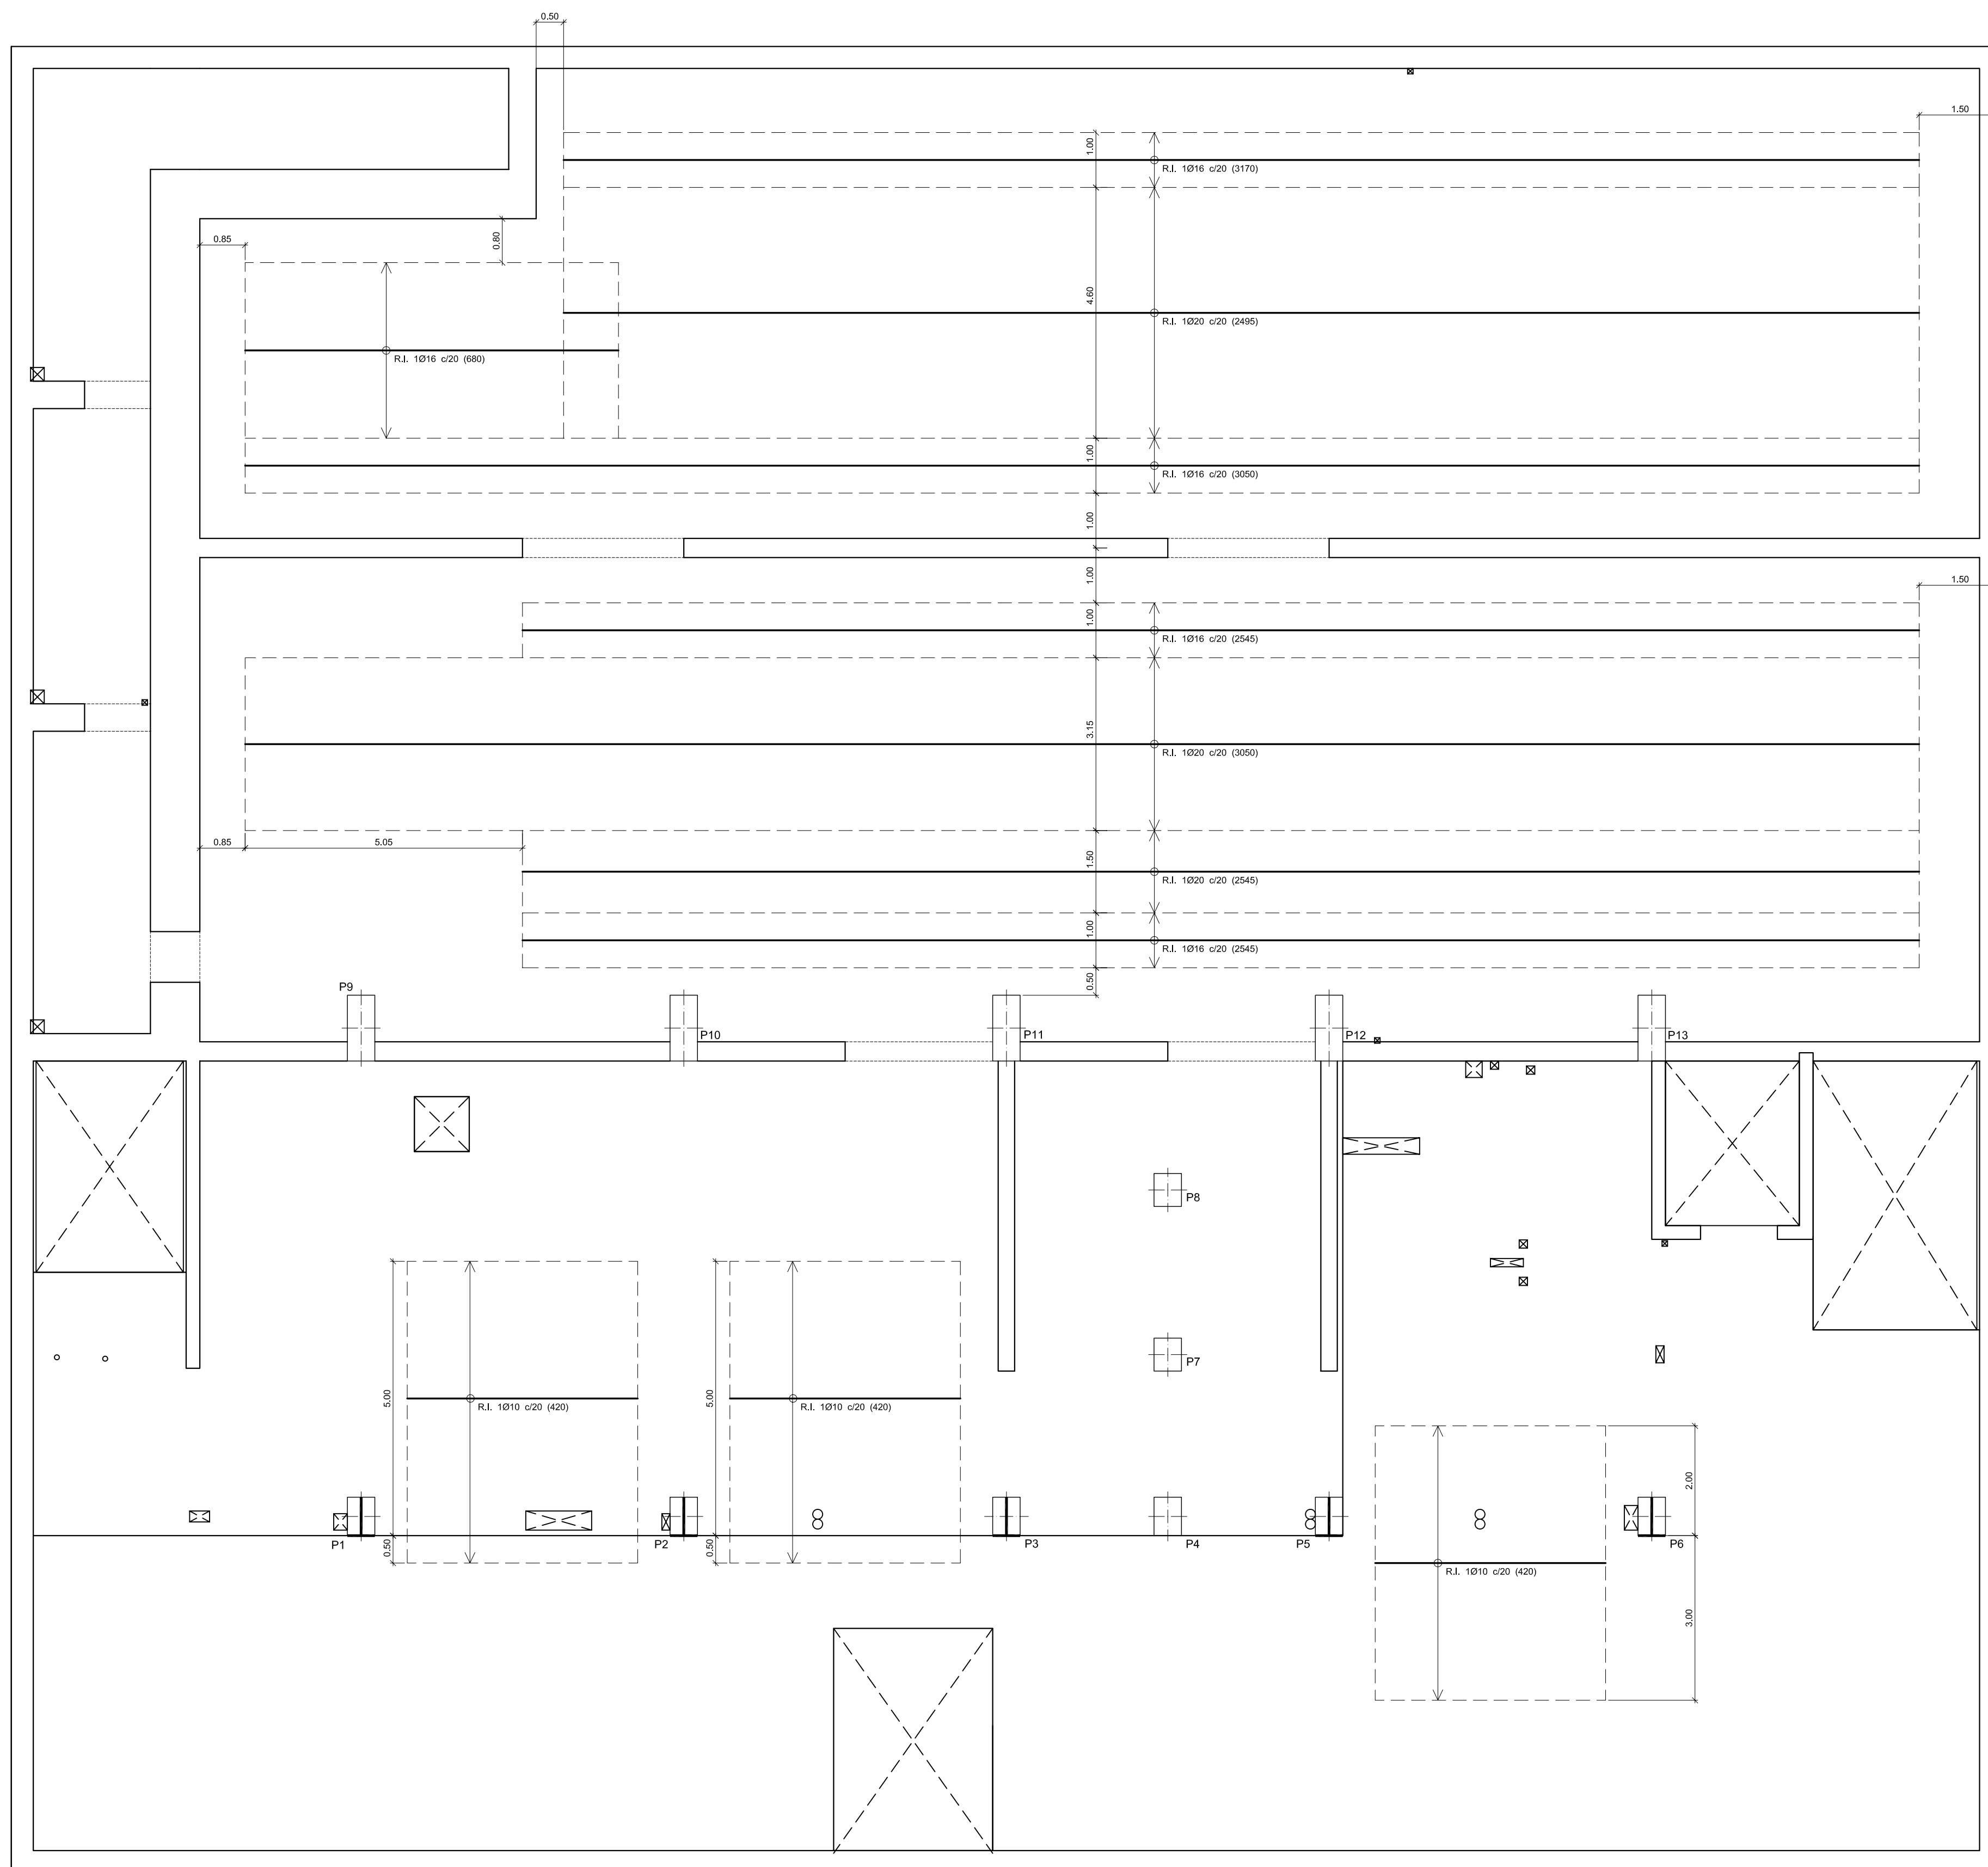 0.50
1.50
1.00
R.I. 1Ø16 c/20 (3170)
0.85
0.80
4.60
R.I. 1Ø20 c/20 (2495)
R.I. 1Ø16 c/20 (680)
1.00
R.I. 1Ø16 c/20 (3050)
1.00
1.00
1.50
1.00
R.I. 1Ø16 c/20 (2545)
3.15
R.I. 1Ø20 c/20 (3050)
0.85
5.05
1.50
R.I. 1Ø20 c/20 (2545)
1.00
R.I. 1Ø16 c/20 (2545)
0.50
P9
P10
P11
P12
P13
P8
P7
5.00
R.I. 1Ø10 c/20 (420)
5.00
R.I. 1Ø10 c/20 (420)
2.00
0.50
0.50
P1
P2
P3
P4
P5
P6
R.I. 1Ø10 c/20 (420)
3.00